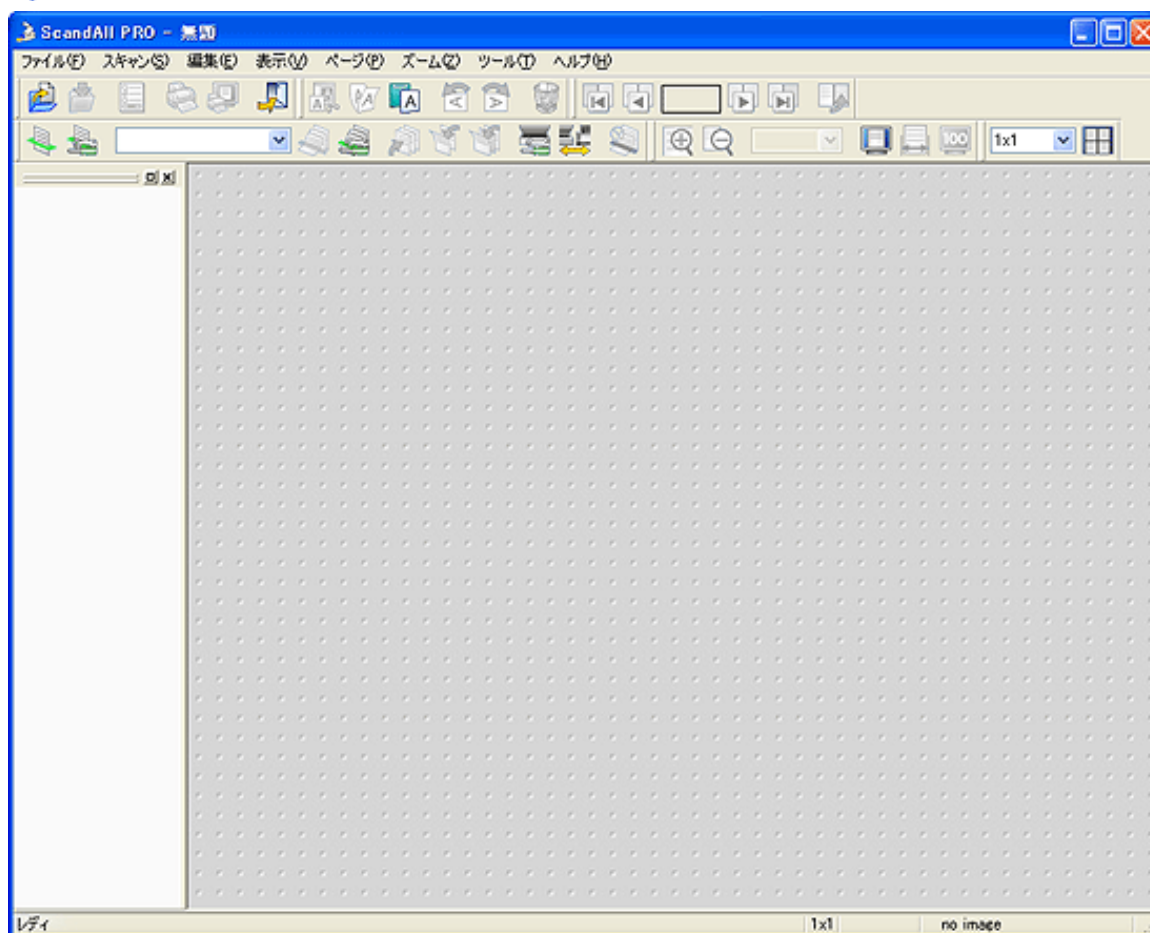 ScandAll PRO - 無題
ファイル(F) スキャン(S) 編集(E) 表示(V) ページ(P) ズーム(Z) ツール(T) ヘルプ(H)
A A A A A
100 1x1
レディ 1x1 no image